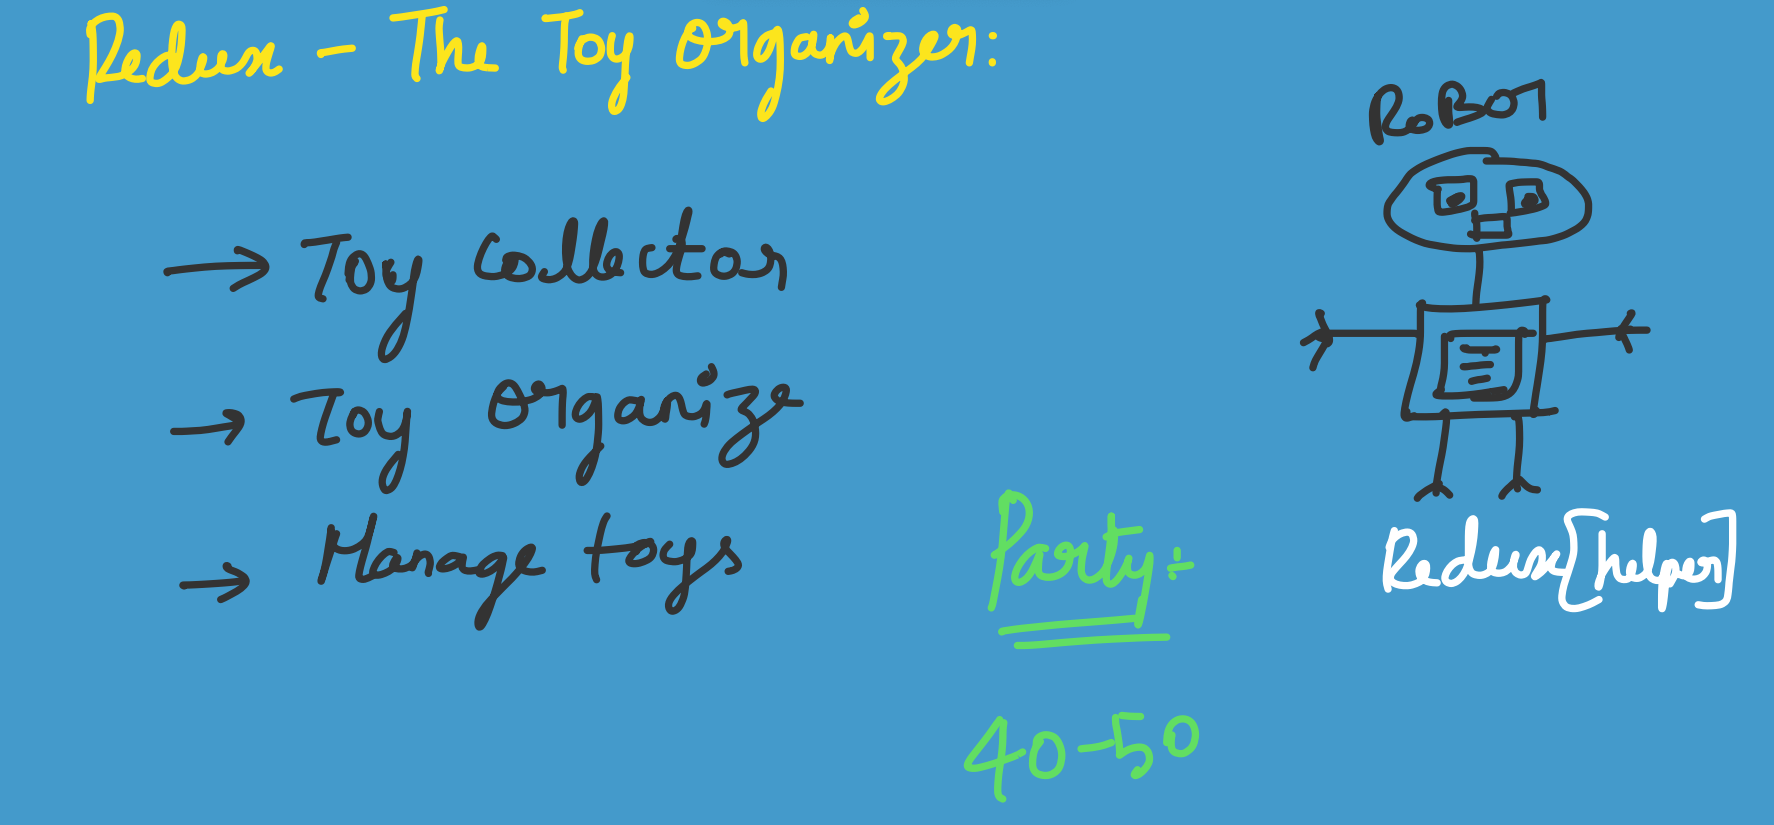 Redux - The Toy Organizer:
ROBOT
→ Toy Collector
→ Toy Organize
→ Manage toys
Party:-
Redux [helper]
40-50